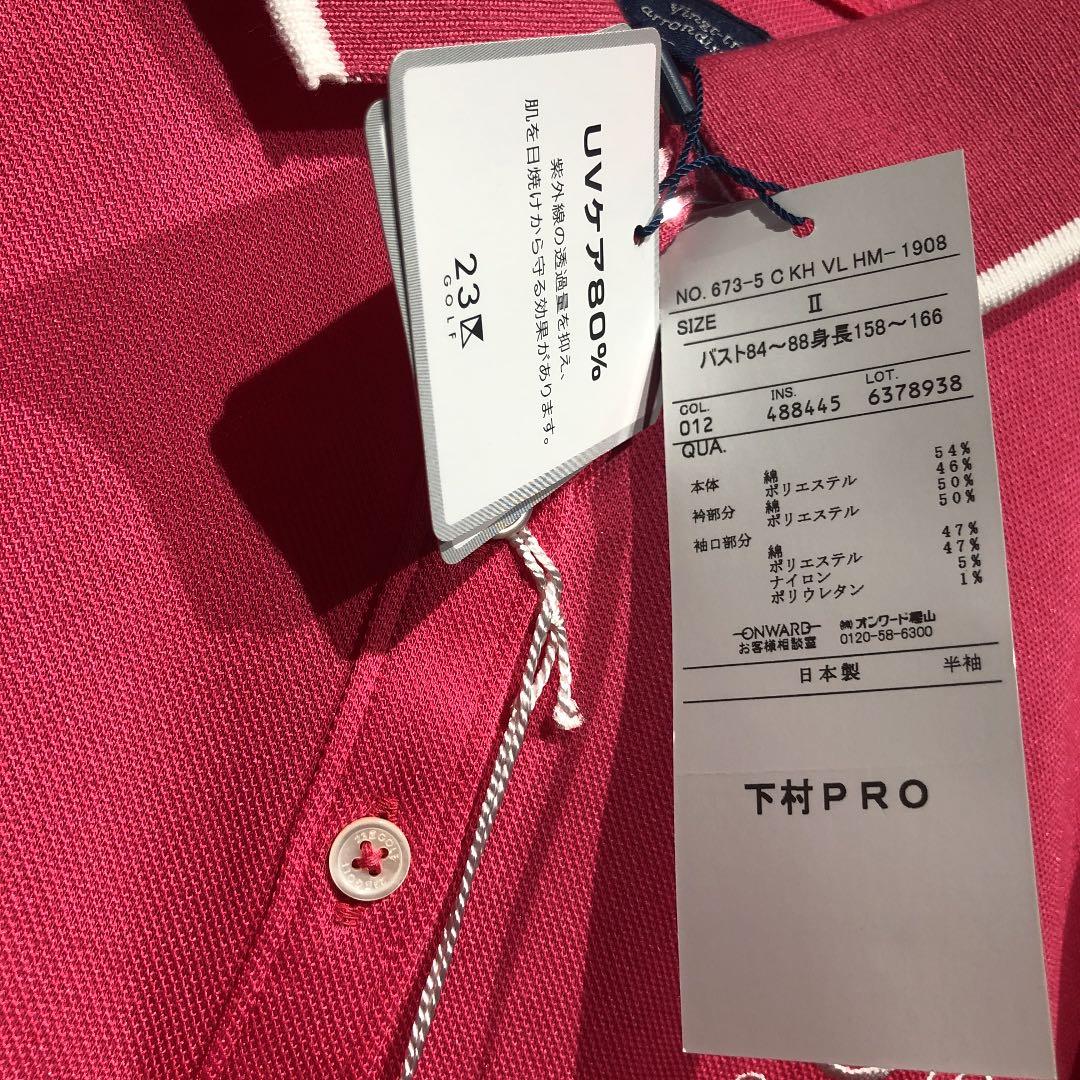 UVケア80%
紫外線の透過量を抑え、
肌を日焼けから守る効果があります。
23区
GOLF
NO. 673-5 C KH VL HM-1908
SIZE II
バスト84～88身長158～166
COL. INS. LOT.
012 488445 6378938
QUA.
本体 綿 54%
ポリエステル 46%
衿部分 綿 50%
ポリエステル 50%
袖口部分 綿 47%
ポリエステル 47%
ナイロン 5%
ポリウレタン 1%
ONWARD ㈱オンワード樫山
お客様相談室 0120-58-6300
日本製 半袖
下村PRO